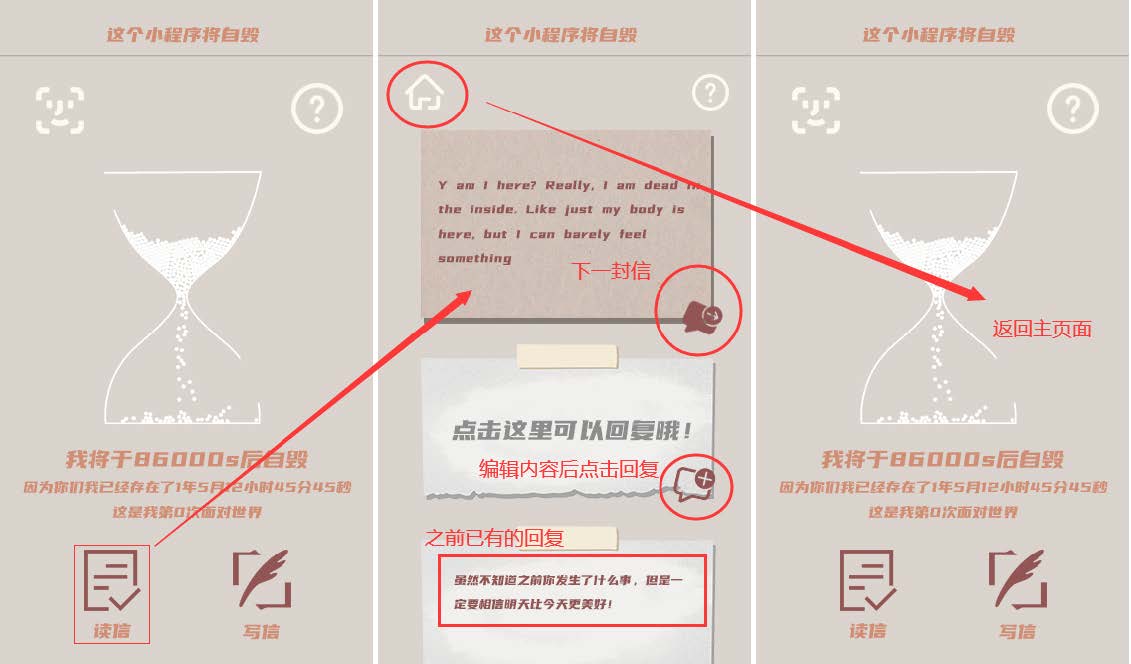 这个小程序将自毁
我将于86000s后自毁
因为你们我已经存在了1年5月12小时45分45秒
这是我第0次面对世界
读信
写信
这个小程序将自毁
Y am I here? Really, I am dead in
the inside. Like just my body is
here, but I can barely feel
something
下一封信
点击这里可以回复哦!
编辑内容后点击回复
之前已有的回复
虽然不知道之前你发生了什么事，但是一
定要相信明天比今天更美好!
这个小程序将自毁
返回主页面
我将于86000s后自毁
因为你们我已经存在了1年5月12小时45分45秒
这是我第0次面对世界
读信
写信